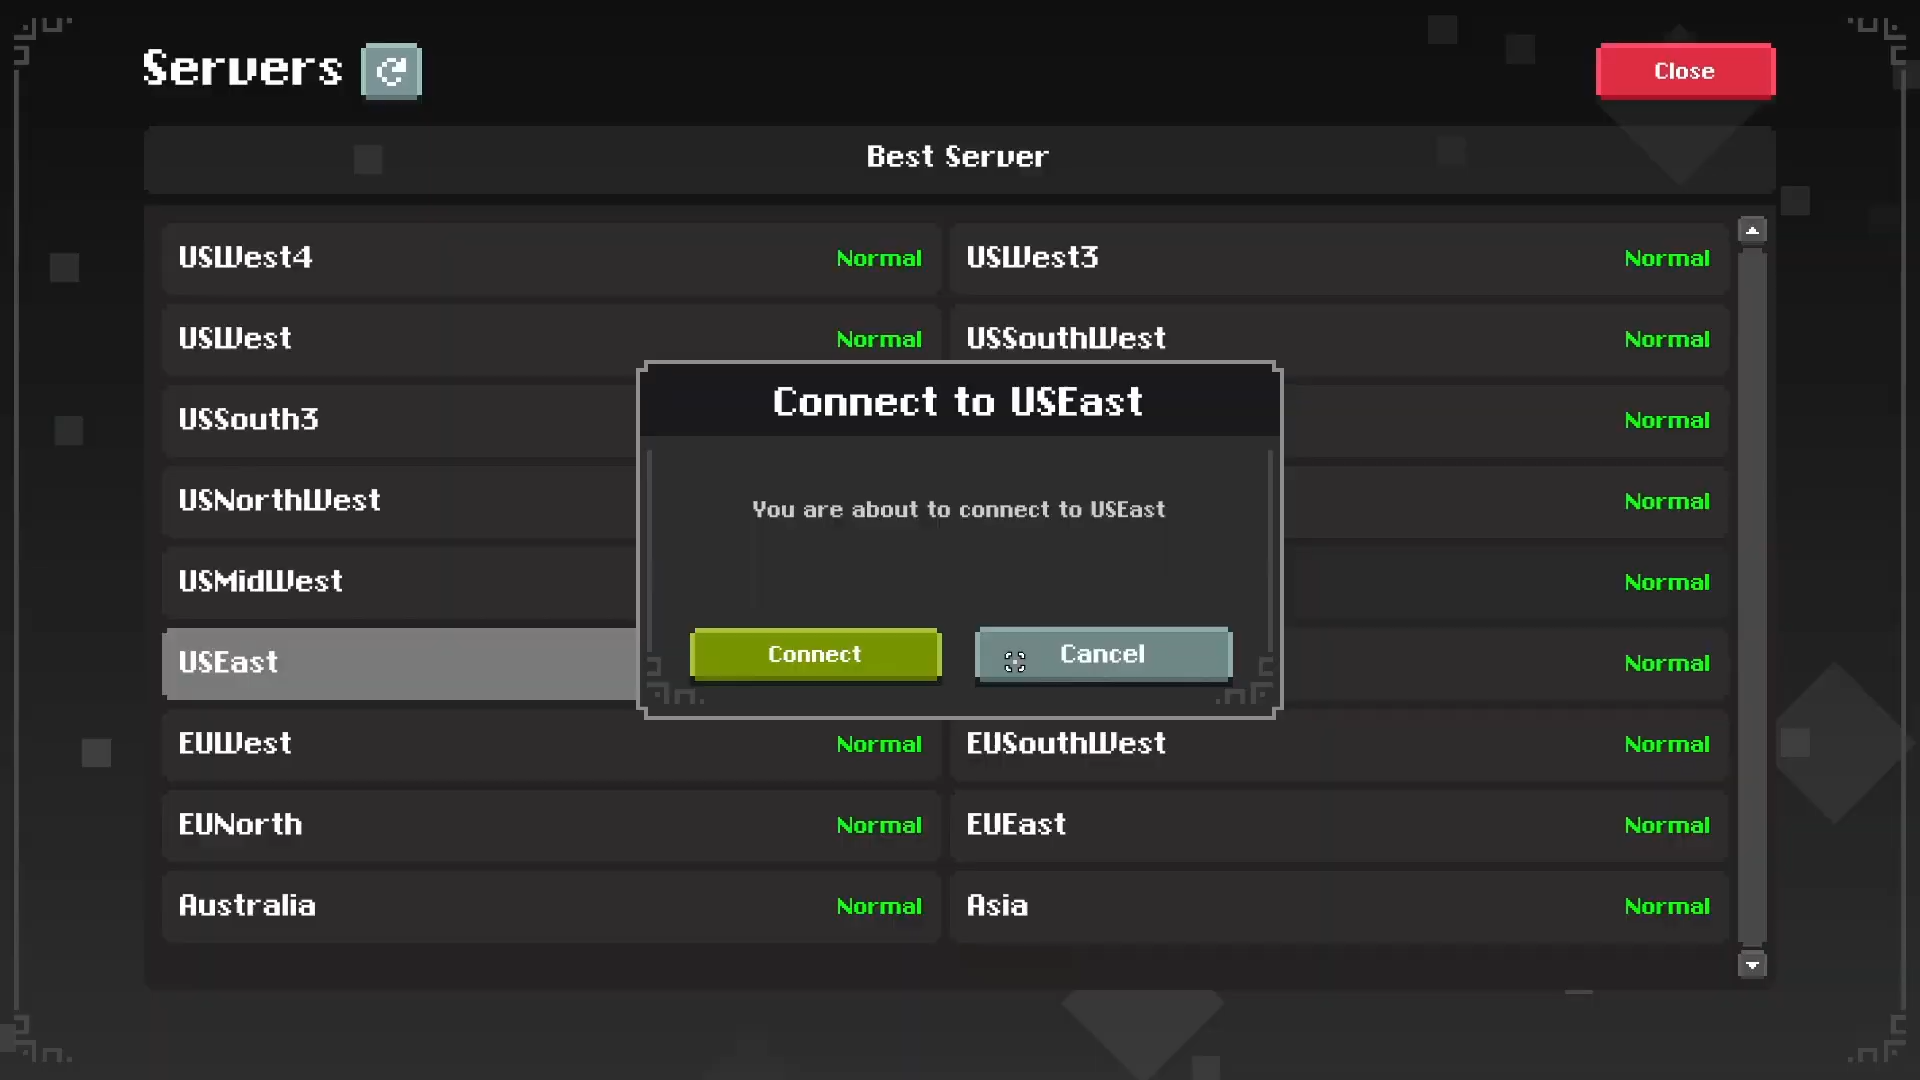 Servers
Close
Best Server
USWest4 Normal USWest3 Normal
USWest Normal USSouthWest Normal
USSouth3 Normal
Connect to USEast
USNorthWest Normal
You are about to connect to USEast
USMidWest Normal
USEast Normal
Connect Cancel
EUWest Normal EUSouthWest Normal
EUNorth Normal EUEast Normal
Australia Normal Asia Normal